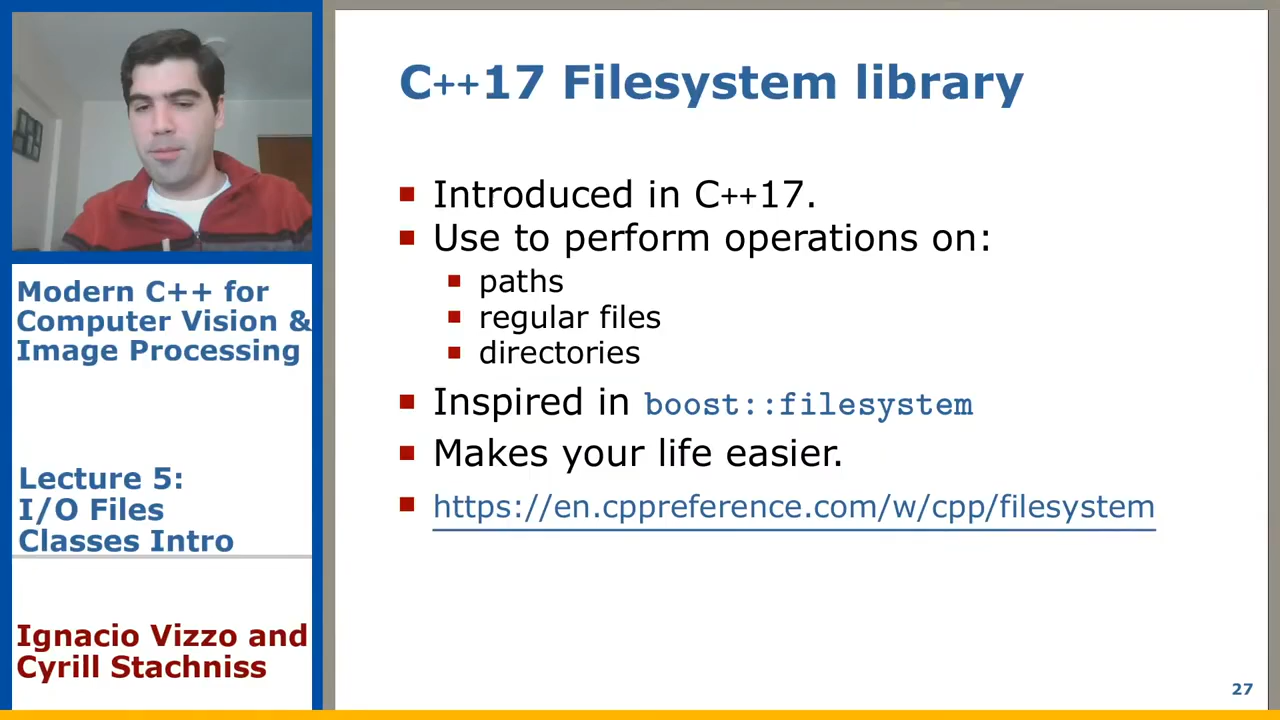 Modern C++ for
Computer Vision &
Image Processing
Lecture 5:
I/O Files
Classes Intro
Ignacio Vizzo and
Cyrill Stachniss
C++17 Filesystem library
Introduced in C++17.
Use to perform operations on:
paths
regular files
directories
Inspired in boost::filesystem
Makes your life easier.
https://en.cppreference.com/w/cpp/filesystem
27